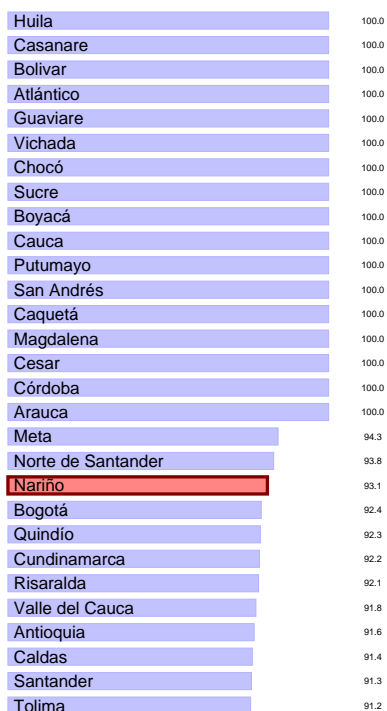 Huila 100.0
Casanare 100.0
Bolivar 100.0
Atlántico 100.0
Guaviare 100.0
Vichada 100.0
Chocó 100.0
Sucre 100.0
Boyacá 100.0
Cauca 100.0
Putumayo 100.0
San Andrés 100.0
Caquetá 100.0
Magdalena 100.0
Cesar 100.0
Córdoba 100.0
Arauca 100.0
Meta 94.3
Norte de Santander 93.8
Nariño 93.1
Bogotá 92.4
Quindío 92.3
Cundinamarca 92.2
Risaralda 92.1
Valle del Cauca 91.8
Antioquia 91.6
Caldas 91.4
Santander 91.3
Tolima 91.2